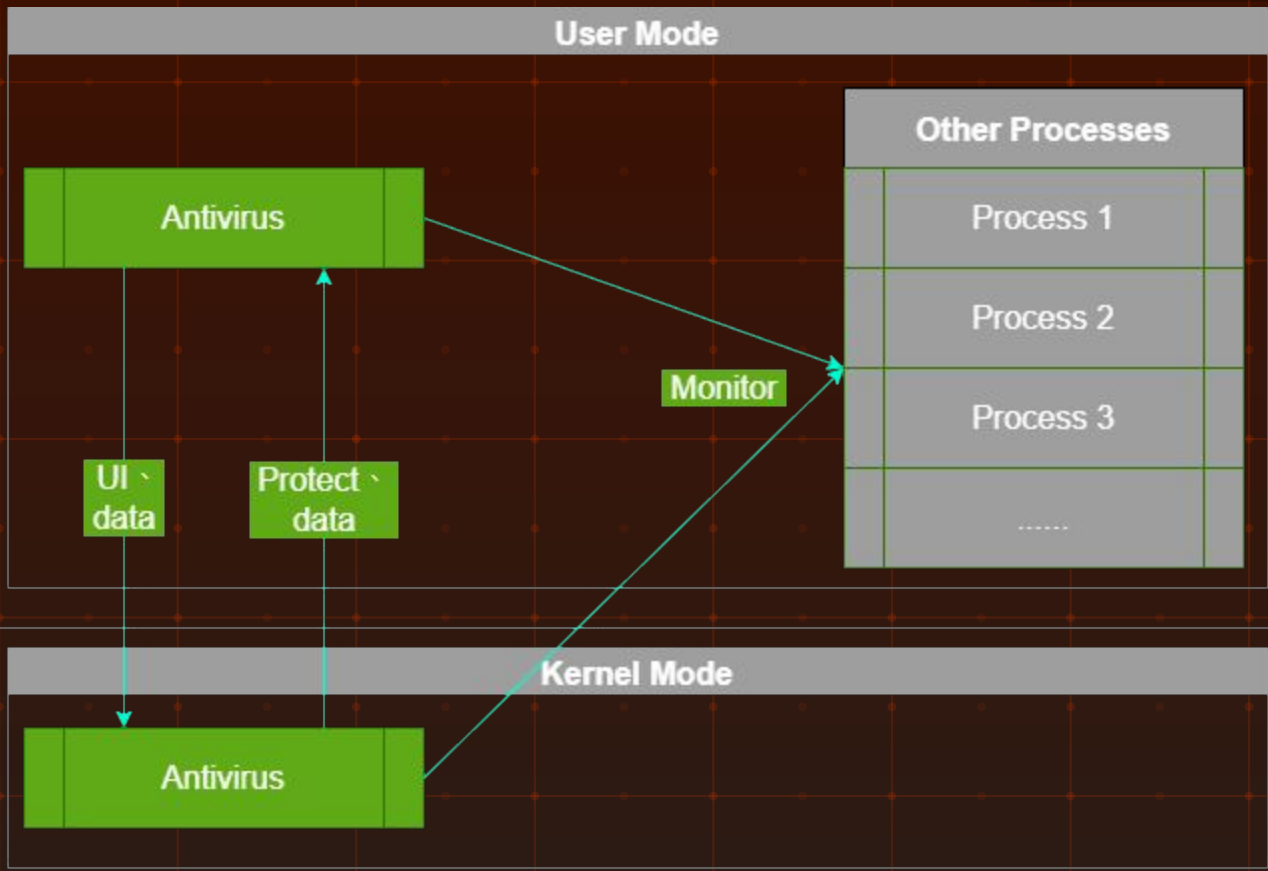 User Mode
Other Processes
Antivirus
Process 1
Process 2
Monitor
Process 3
UI、
data
Protect、
data
......
Kernel Mode
Antivirus